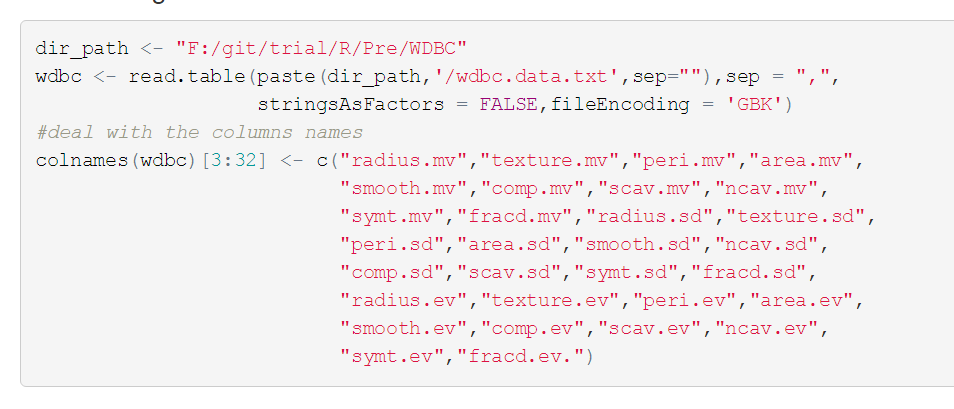 dir_path <- "F:/git/trial/R/Pre/WDBC"
wdbc <- read.table(paste(dir_path,'/wdbc.data.txt',sep=""),sep = ",",
stringsAsFactors = FALSE,fileEncoding = 'GBK')
#deal with the columns names
colnames(wdbc)[3:32] <- c("radius.mv","texture.mv","peri.mv","area.mv",
"smooth.mv","comp.mv","scav.mv","ncav.mv",
"symt.mv","fracd.mv","radius.sd","texture.sd",
"peri.sd","area.sd","smooth.sd","ncav.sd",
"comp.sd","scav.sd","symt.sd","fracd.sd",
"radius.ev","texture.ev","peri.ev","area.ev",
"smooth.ev","comp.ev","scav.ev","ncav.ev",
"symt.ev","fracd.ev.")